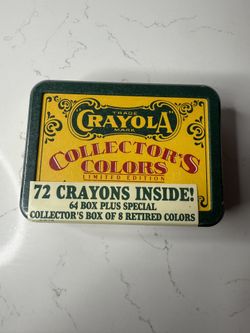 TRADE
CRAYOLA
MARK
COLLECTOR'S
COLORS
LIMITED EDITION
72 CRAYONS INSIDE!
64 BOX PLUS SPECIAL
COLLECTOR'S BOX OF 8 RETIRED COLORS